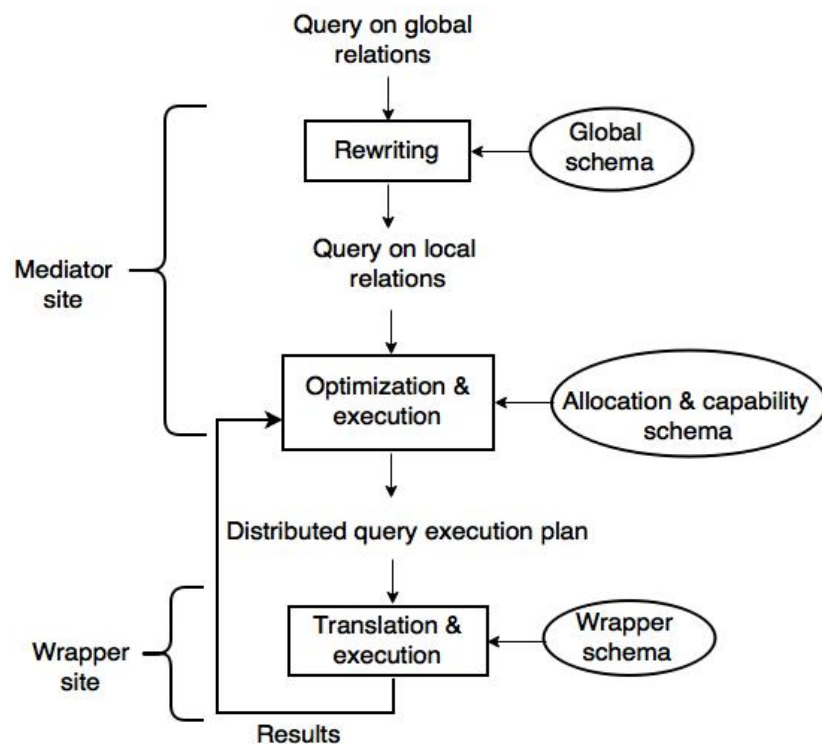 Query on global
relations
Rewriting
Global
schema
Query on local
relations
Mediator
site
Optimization &
execution
Allocation & capability
schema
Distributed query execution plan
Translation &
execution
Wrapper
schema
Wrapper
site
Results